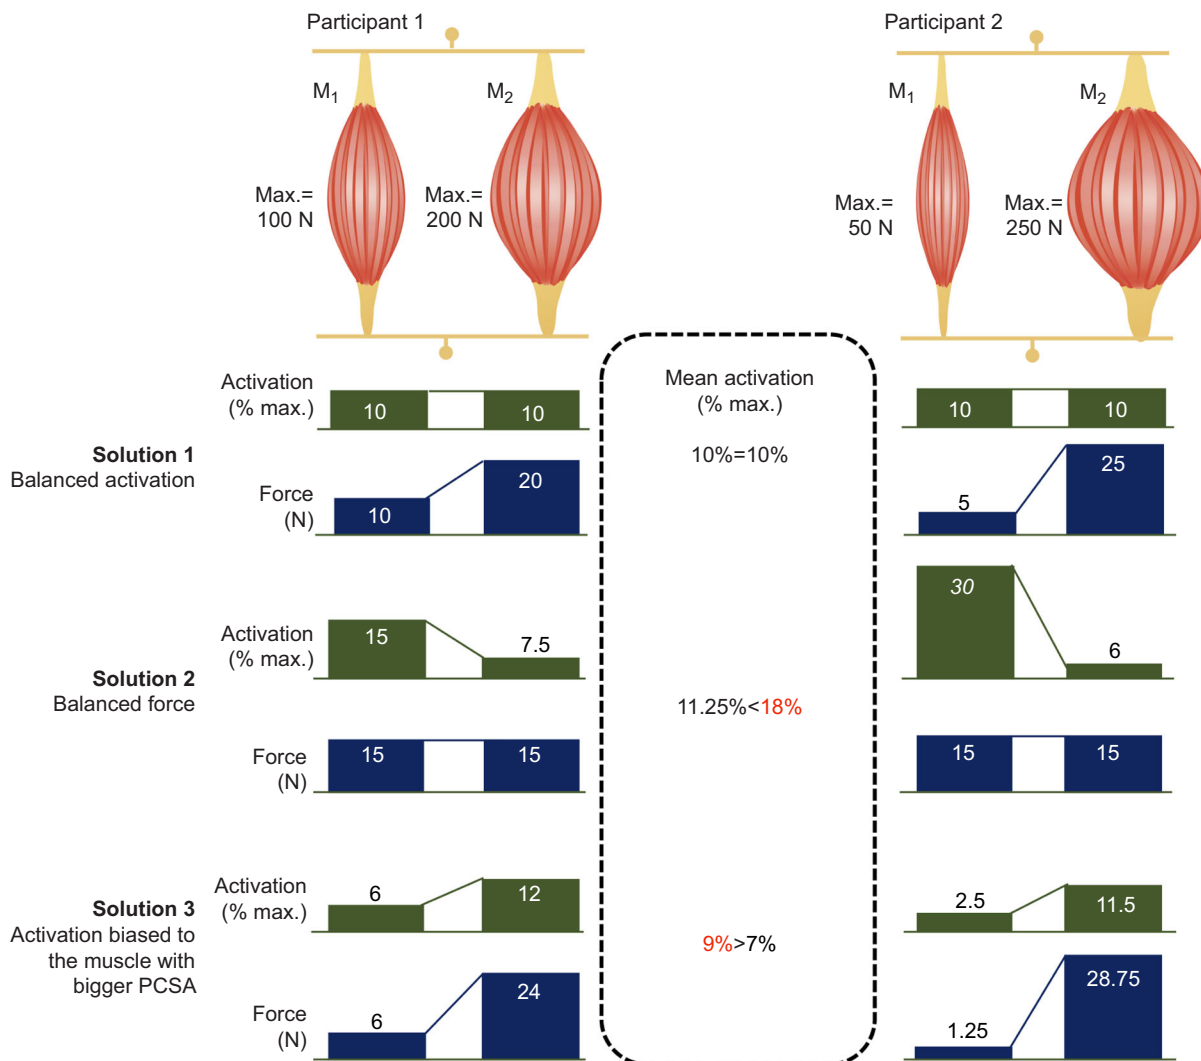 Participant 1
Participant 2
M1
M2
M1
M2
Max.=
100 N
Max.=
200 N
Max.=
50 N
Max.=
250 N
Activation
(% max.)
10
10
Mean activation
(% max.)
10
10
Solution 1
Balanced activation
10%=10%
Force
(N)
10
20
5
25
Activation
(% max.)
15
7.5
30
6
Solution 2
Balanced force
11.25%<18%
Force
(N)
15
15
15
15
Activation
(% max.)
6
12
2.5
11.5
Solution 3
Activation biased to
the muscle with
bigger PCSA
9%>7%
Force
(N)
6
24
1.25
28.75